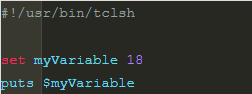 #!/usr/bin/tclsh
set myVariable 18
puts $myVariable